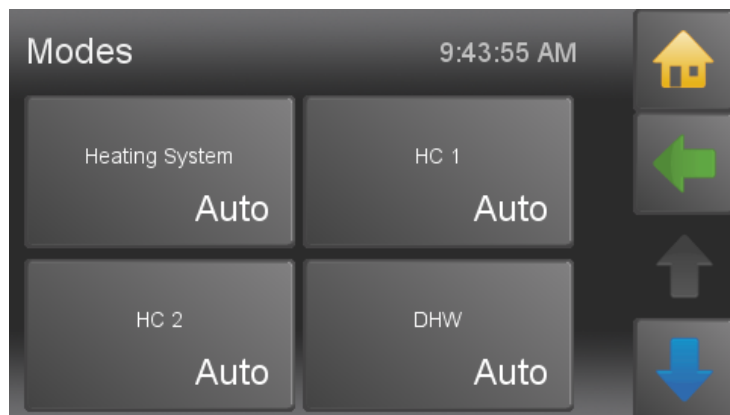 Modes 9:43:55 AM
Heating System
Auto
HC 1
Auto
HC 2
Auto
DHW
Auto